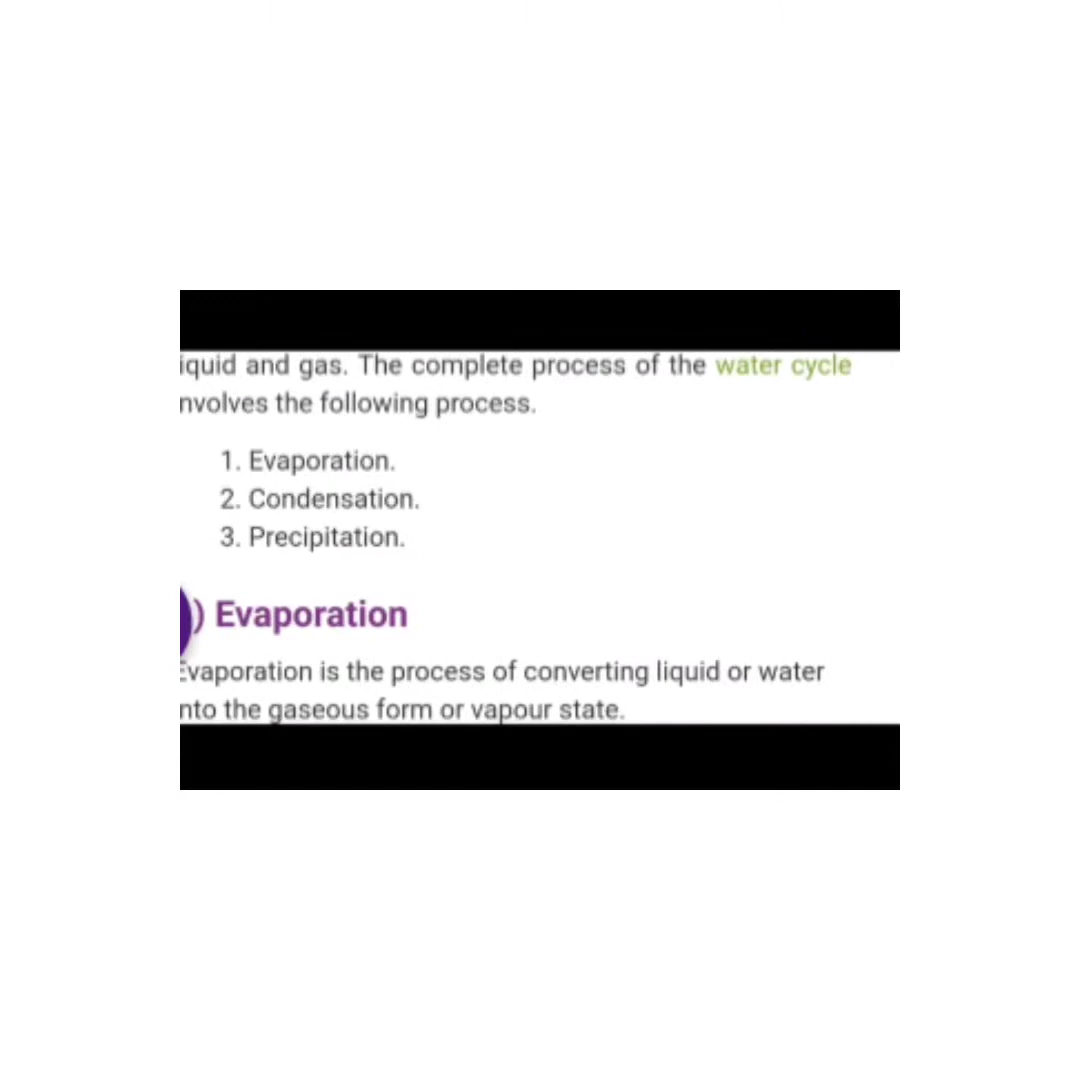 iquid and gas. The complete process of the water cycle
nvolves the following process.
1. Evaporation.
2. Condensation.
3. Precipitation.
) Evaporation
Evaporation is the process of converting liquid or water
nto the gaseous form or vapour state.